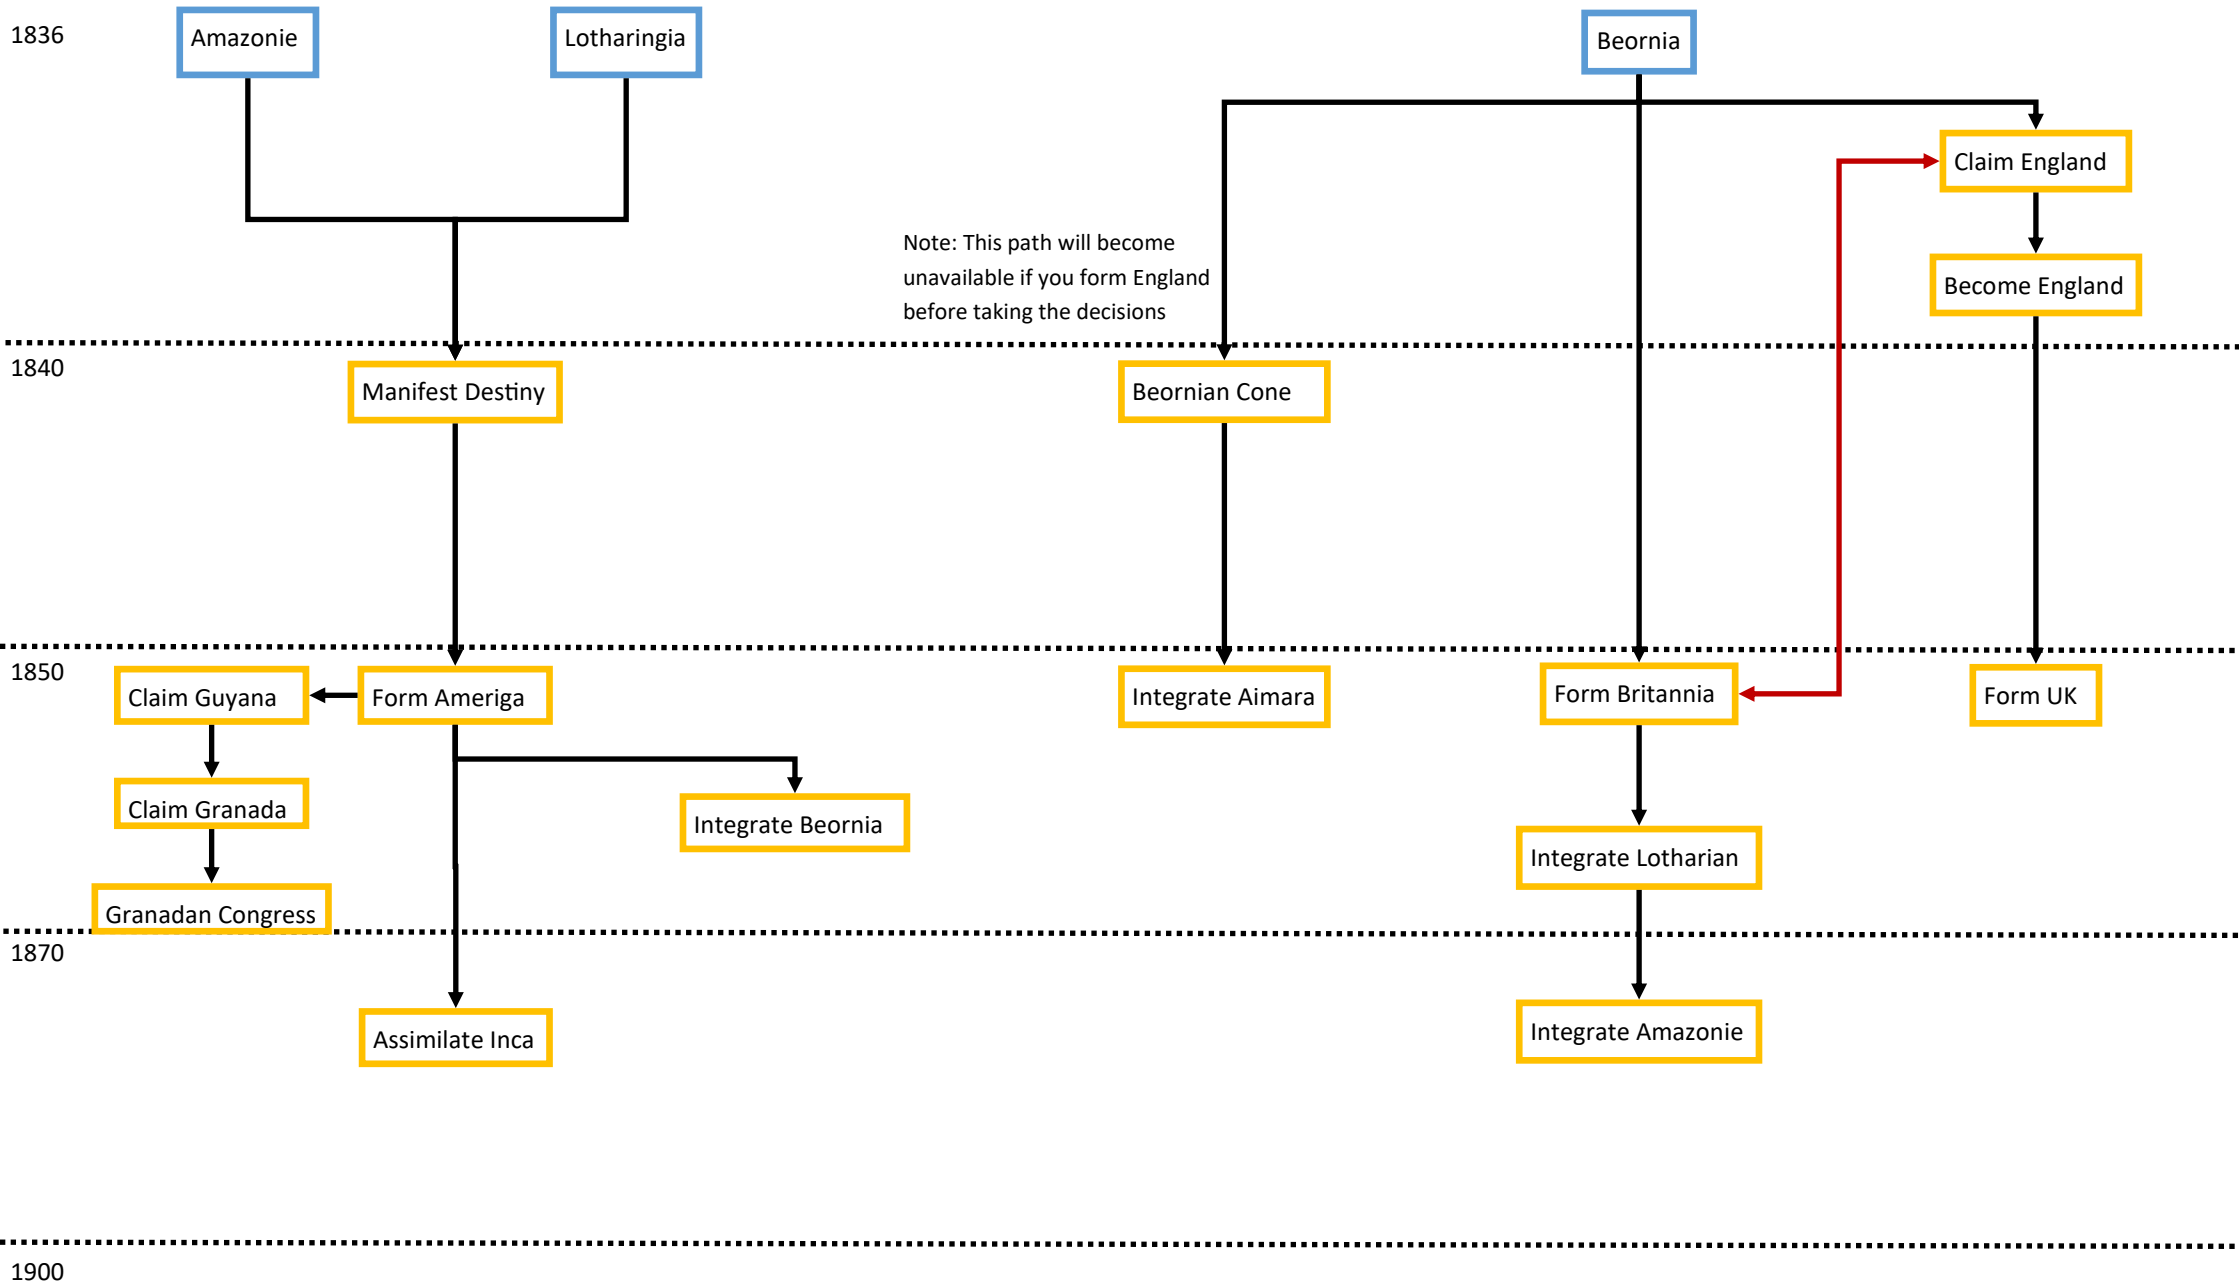 1836
Amazonie
Lotharingia
Beornia
Claim England
Note: This path will become
unavailable if you form England
before taking the decisions
Become England
1840
Manifest Destiny
Beornian Cone
1850
Claim Guyana
Form Ameriga
Integrate Aimara
Form Britannia
Form UK
Claim Granada
Integrate Beornia
Integrate Lotharian
Granadan Congress
1870
Assimilate Inca
Integrate Amazonie
1900